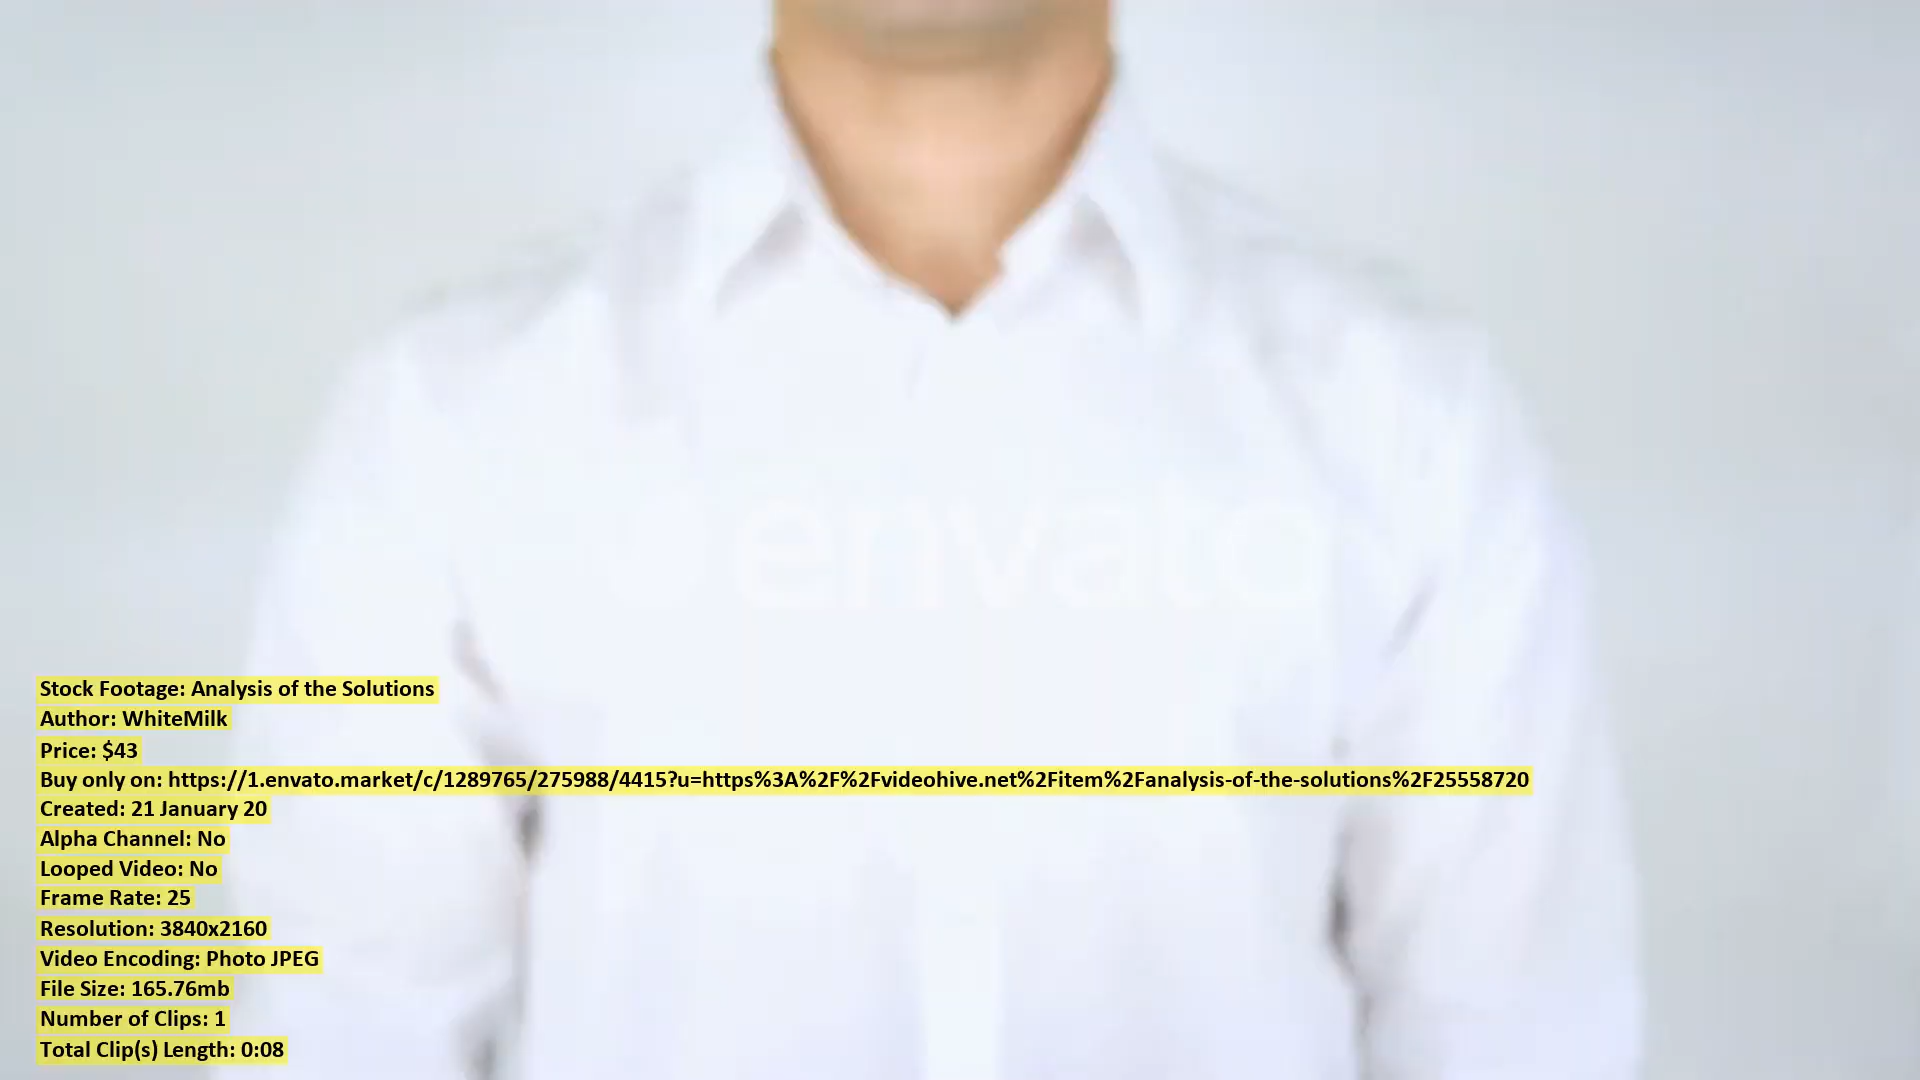 envato
Stock Footage: Analysis of the Solutions
Author: WhiteMilk
Price: $43
Buy only on: https://1.envato.market/c/1289765/275988/4415?u=https%3A%2F%2Fvideohive.net%2Fitem%2Fanalysis-of-the-solutions%2F25558720
Created: 21 January 20
Alpha Channel: No
Looped Video: No
Frame Rate: 25
Resolution: 3840x2160
Video Encoding: Photo JPEG
File Size: 165.76mb
Number of Clips: 1
Total Clip(s) Length: 0:08